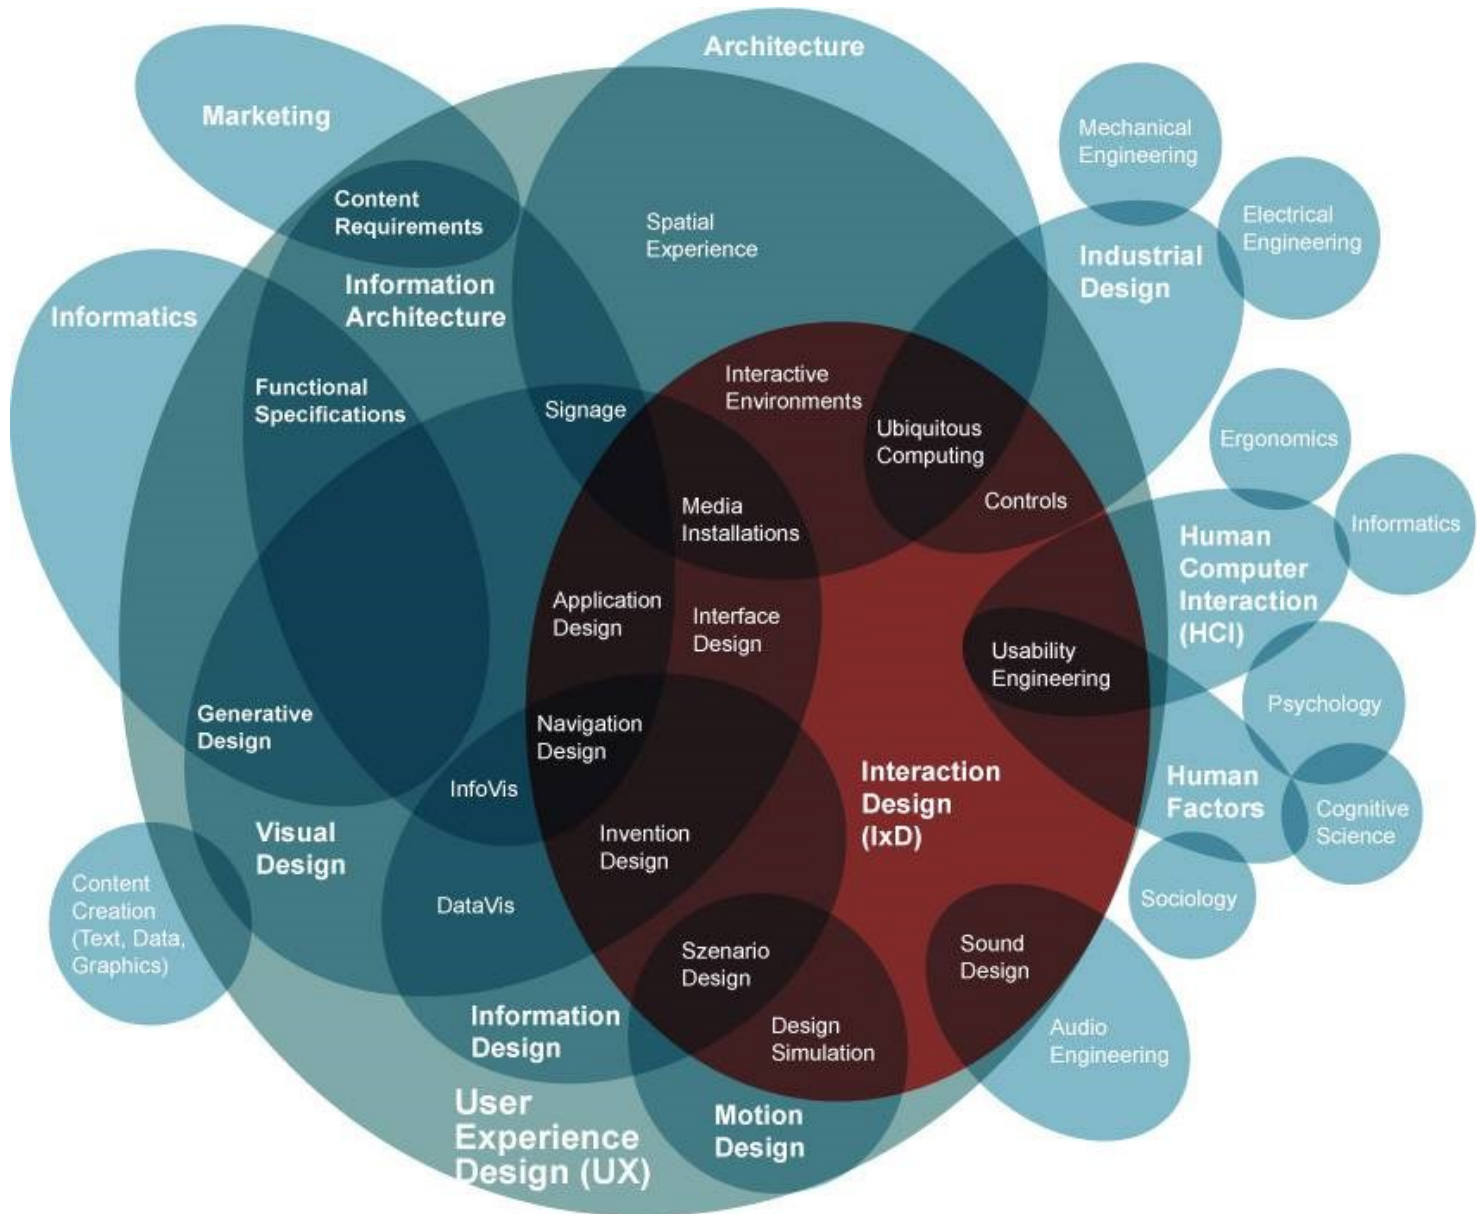 Architecture
Marketing
Mechanical
Engineering
Content
Requirements
Spatial
Experience
Electrical
Engineering
Industrial
Design
Information
Architecture
Informatics
Functional
Specifications
Signage
Interactive
Environments
Ubiquitous
Computing
Ergonomics
Controls
Media
Installations
Informatics
Human
Computer
Interaction
(HCI)
Application
Design
Interface
Design
Usability
Engineering
Psychology
Generative
Design
Navigation
Design
InfoVis
Interaction
Design
(IxD)
Human
Factors
Cognitive
Science
Visual
Design
Invention
Design
Content
Creation
(Text, Data,
Graphics)
DataVis
Sociology
Szenario
Design
Sound
Design
Information
Design
Design
Simulation
Audio
Engineering
User
Experience
Design (UX)
Motion
Design